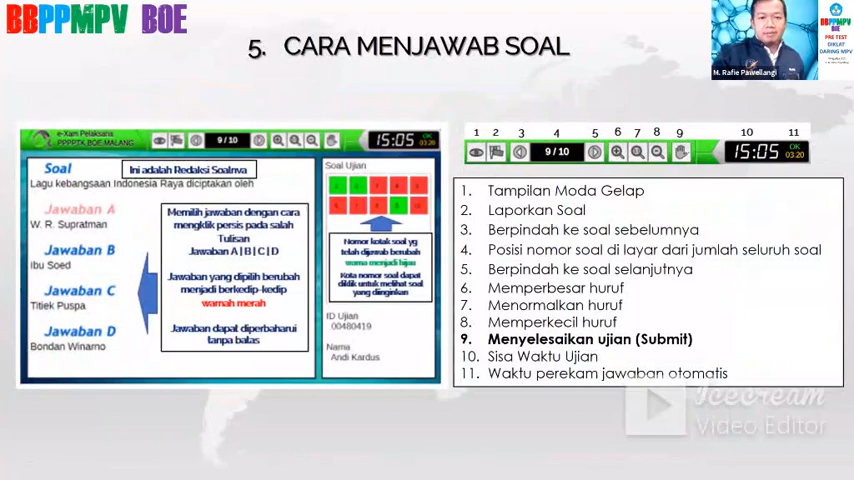 BBPPMPV BOE
5. CARA MENJAWAB SOAL
M. Rafie Pawellangi
BBPPMPV
BOE
PRE TEST
DIKLAT
DARING MPV
e-Xam Pelaksana
PPPPTK BOE MALANG
9/10
15:05
OK
03:20
Soal
Ini adalah Redaksi Soalnya
Lagu kebangsaan Indonesia Raya diciptakan oleh
Jawaban A
W. R. Supratman
Jawaban B
Ibu Soed
Jawaban C
Titiek Puspa
Jawaban D
Bondan Winarno
Memilih jawaban dengan cara
mengklik persis pada salah
Tulisan
Jawaban A|B|C|D
Jawaban yang dipilih berubah
menjadi berkedip-kedip
warnah merah
Jawaban dapat diperbaharui
tanpa balas
Soal Ujian
Nomor kotak soal yg
telah dijawab berubah
warna menjadi hijau
Kota nomor soal dapat
diklik untuk melihat soal
yang diinginkan
ID Ujian
00480419
Nama
Andi Kardus
1 2 3 4 5 6 7 8 9 10 11
9/10
15:05
OK
03:20
1. Tampilan Moda Gelap
2. Laporkan Soal
3. Berpindah ke soal sebelumnya
4. Posisi nomor soal di layar dari jumlah seluruh soal
5. Berpindah ke soal selanjutnya
6. Memperbesar huruf
7. Menormalkan huruf
8. Memperkecil huruf
9. Menyelesaikan ujian (Submit)
10. Sisa Waktu Ujian
11. Waktu perekam jawaban otomatis
Icecream
Video Editor